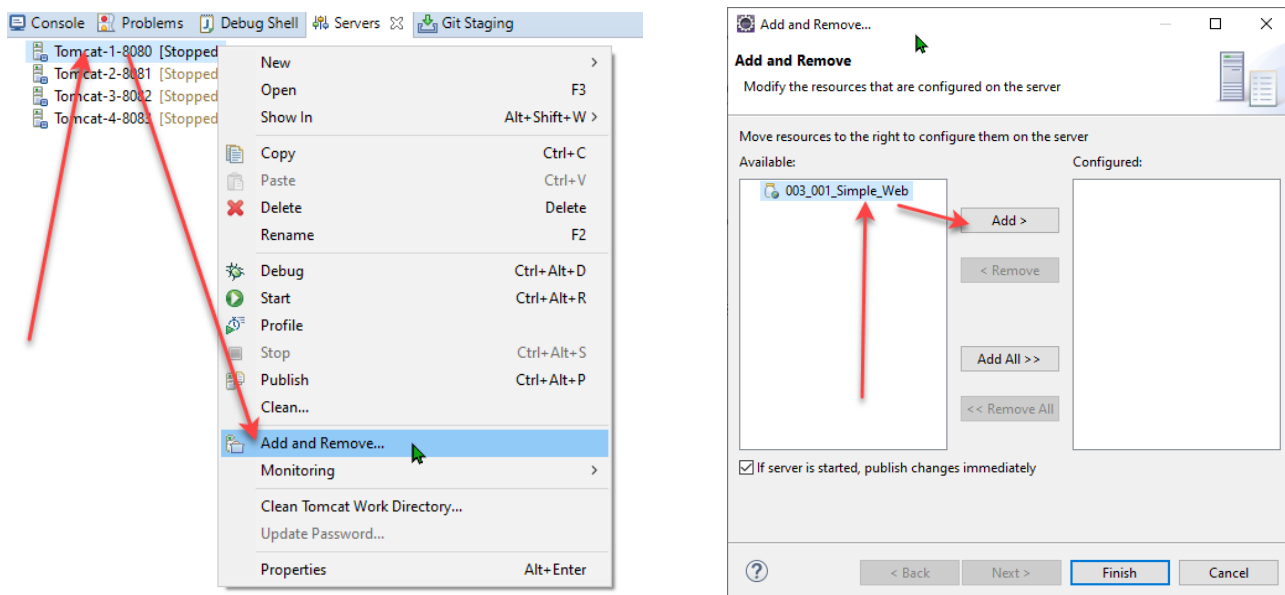 Console Problems Debug Shell Servers Git Staging
Tomcat-1-8080 [Stopped
Tomcat-2-8081 [Stopped
Tomcat-3-8082 [Stopped
Tomcat-4-8083 [Stopped
New >
Open F3
Show In Alt+Shift+W >
Copy Ctrl+C
Paste Ctrl+V
Delete Delete
Rename F2
Debug Ctrl+Alt+D
Start Ctrl+Alt+R
Profile
Stop Ctrl+Alt+S
Publish Ctrl+Alt+P
Clean...
Add and Remove...
Monitoring >
Clean Tomcat Work Directory...
Update Password...
Properties Alt+Enter
Add and Remove...
Add and Remove
Modify the resources that are configured on the server
Move resources to the right to configure them on the server
Available: Configured:
003_001_Simple_Web
Add >
< Remove
Add All >>
<< Remove All
If server is started, publish changes immediately
? < Back Next > Finish Cancel